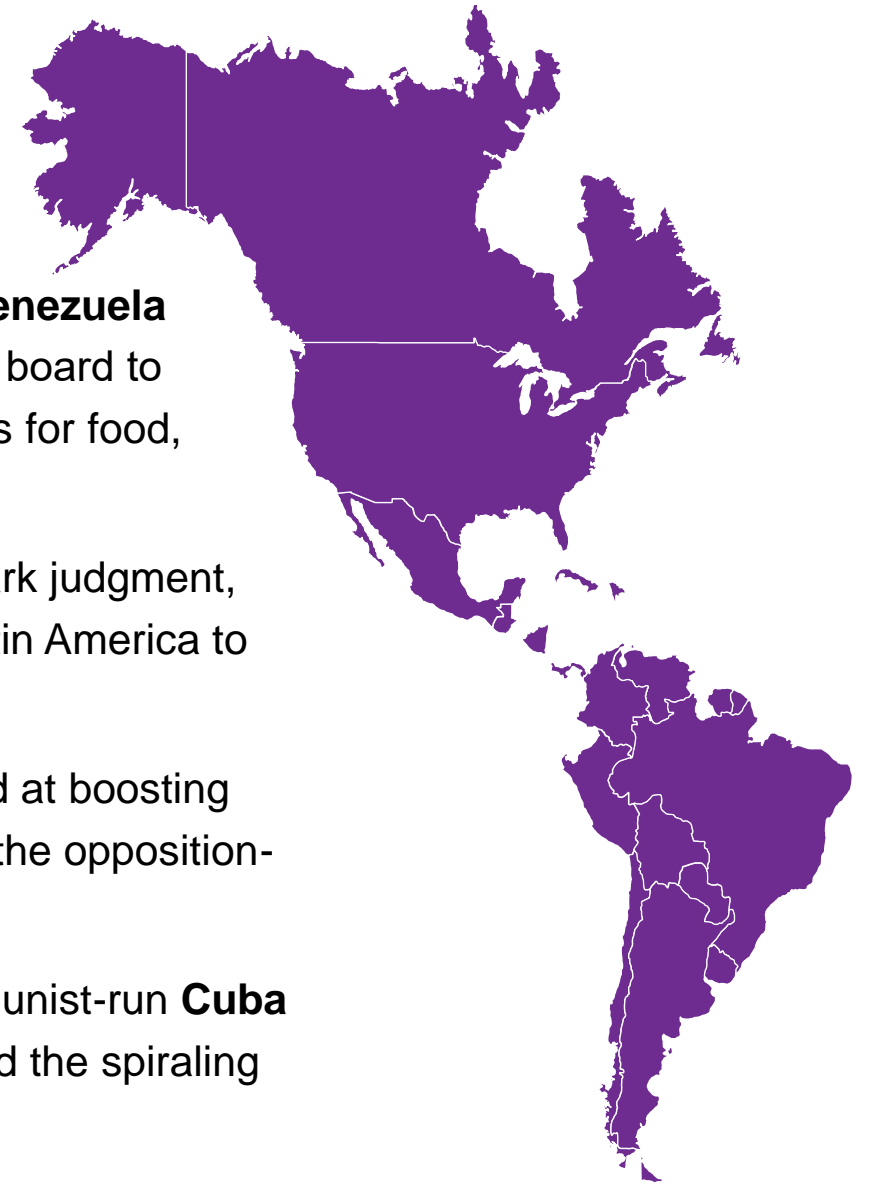 enezuela
board to
s for food,
rk judgment,
in America to
d at boosting
the opposition-
unist-run Cuba
d the spiraling